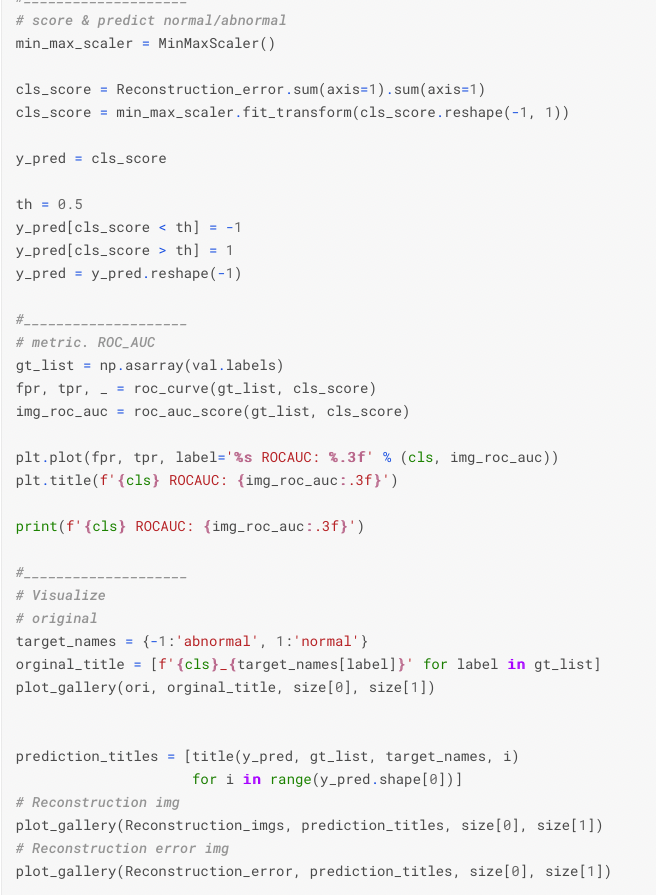 #____________________
# score & predict normal/abnormal
min_max_scaler = MinMaxScaler()
cls_score = Reconstruction_error.sum(axis=1).sum(axis=1)
cls_score = min_max_scaler.fit_transform(cls_score.reshape(-1, 1))
y_pred = cls_score
th = 0.5
y_pred[cls_score < th] = -1
y_pred[cls_score > th] = 1
y_pred = y_pred.reshape(-1)
#____________________
# metric. ROC_AUC
gt_list = np.asarray(val.labels)
fpr, tpr, _ = roc_curve(gt_list, cls_score)
img_roc_auc = roc_auc_score(gt_list, cls_score)
plt.plot(fpr, tpr, label='%s ROCAUC: %.3f' % (cls, img_roc_auc))
plt.title(f'{cls} ROCAUC: {img_roc_auc:.3f}')
print(f'{cls} ROCAUC: {img_roc_auc:.3f}')
#____________________
# Visualize
# original
target_names = {-1:'abnormal', 1:'normal'}
orginal_title = [f'{cls}_{target_names[label]}' for label in gt_list]
plot_gallery(ori, orginal_title, size[0], size[1])
prediction_titles = [title(y_pred, gt_list, target_names, i)
for i in range(y_pred.shape[0])]
# Reconstruction img
plot_gallery(Reconstruction_imgs, prediction_titles, size[0], size[1])
# Reconstruction error img
plot_gallery(Reconstruction_error, prediction_titles, size[0], size[1])